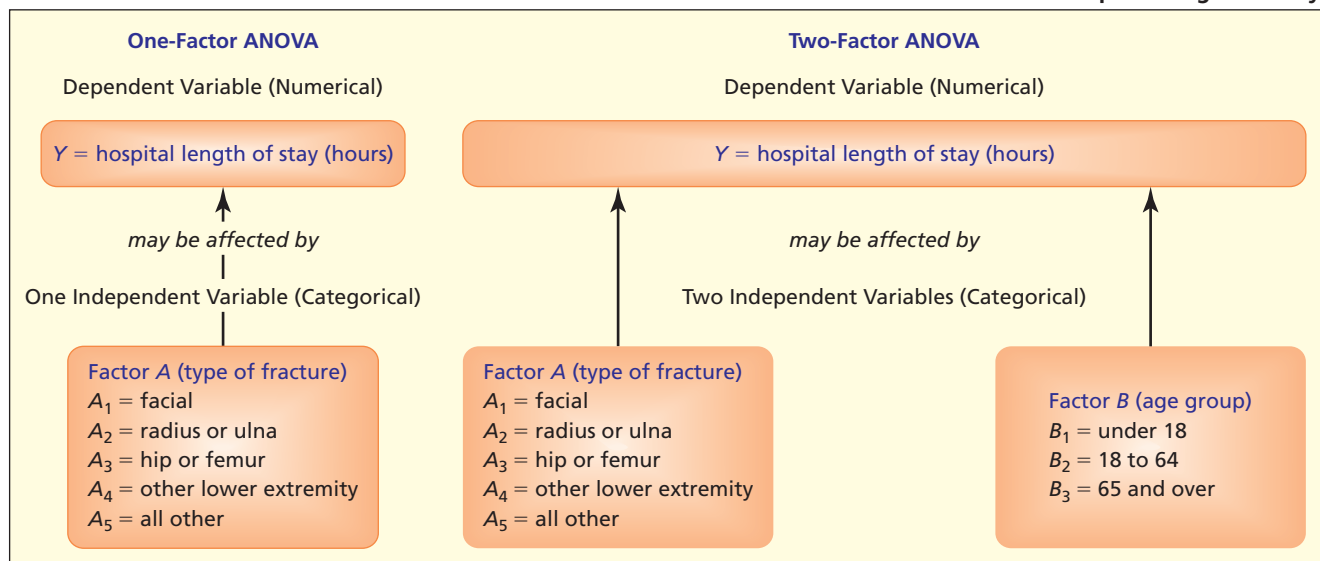 One-Factor ANOVA
Dependent Variable (Numerical)
Y = hospital length of stay (hours)
may be affected by
One Independent Variable (Categorical)
Factor A (type of fracture)
A₁ = facial
A₂ = radius or ulna
A₃ = hip or femur
A₄ = other lower extremity
A₅ = all other
Two-Factor ANOVA
Dependent Variable (Numerical)
Y = hospital length of stay (hours)
may be affected by
Two Independent Variables (Categorical)
Factor A (type of fracture)
A₁ = facial
A₂ = radius or ulna
A₃ = hip or femur
A₄ = other lower extremity
A₅ = all other
Factor B (age group)
B₁ = under 18
B₂ = 18 to 64
B₃ = 65 and over